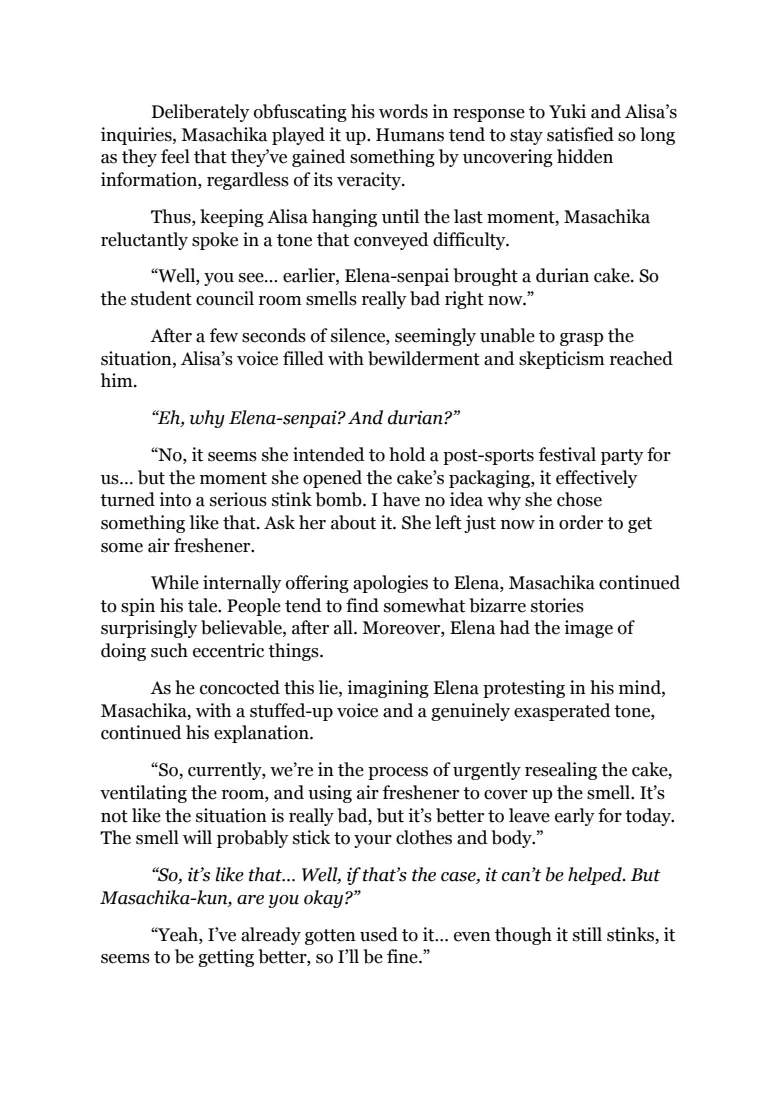 Deliberately obfuscating his words in response to Yuki and Alisa’s
inquiries, Masachika played it up. Humans tend to stay satisfied so long
as they feel that they’ve gained something by uncovering hidden
information, regardless of its veracity.
Thus, keeping Alisa hanging until the last moment, Masachika
reluctantly spoke in a tone that conveyed difficulty.
“Well, you see… earlier, Elena-senpai brought a durian cake. So
the student council room smells really bad right now.”
After a few seconds of silence, seemingly unable to grasp the
situation, Alisa’s voice filled with bewilderment and skepticism reached
him.
“Eh, why Elena-senpai? And durian?”
“No, it seems she intended to hold a post-sports festival party for
us… but the moment she opened the cake’s packaging, it effectively
turned into a serious stink bomb. I have no idea why she chose
something like that. Ask her about it. She left just now in order to get
some air freshener.
While internally offering apologies to Elena, Masachika continued
to spin his tale. People tend to find somewhat bizarre stories
surprisingly believable, after all. Moreover, Elena had the image of
doing such eccentric things.
As he concocted this lie, imagining Elena protesting in his mind,
Masachika, with a stuffed-up voice and a genuinely exasperated tone,
continued his explanation.
“So, currently, we’re in the process of urgently resealing the cake,
ventilating the room, and using air freshener to cover up the smell. It’s
not like the situation is really bad, but it’s better to leave early for today.
The smell will probably stick to your clothes and body.”
“So, it’s like that… Well, if that’s the case, it can’t be helped. But
Masachika-kun, are you okay?”
“Yeah, I’ve already gotten used to it… even though it still stinks, it
seems to be getting better, so I’ll be fine.”